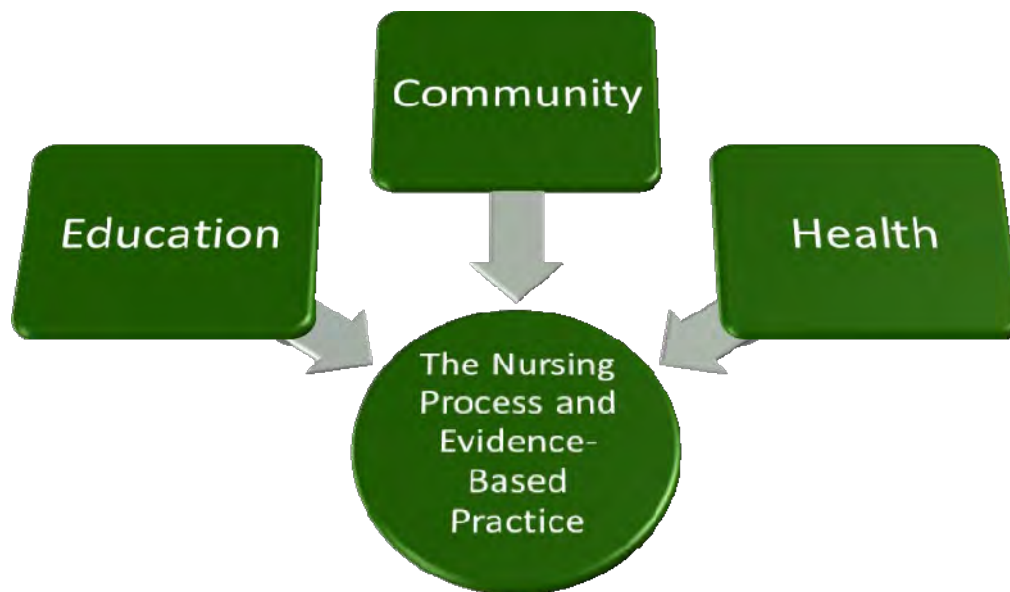 Community
Education
Health
The Nursing
Process and
Evidence-
Based
Practice